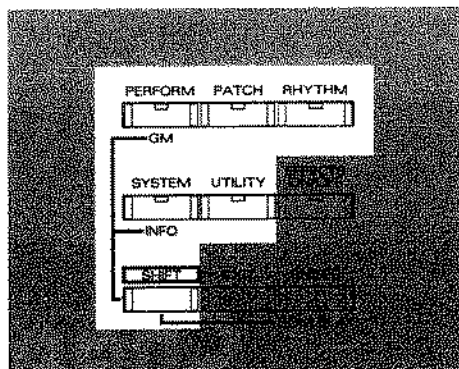 PERFORM PATCH RHYTHM
GM
SYSTEM UTILITY
INFO
SHIFT